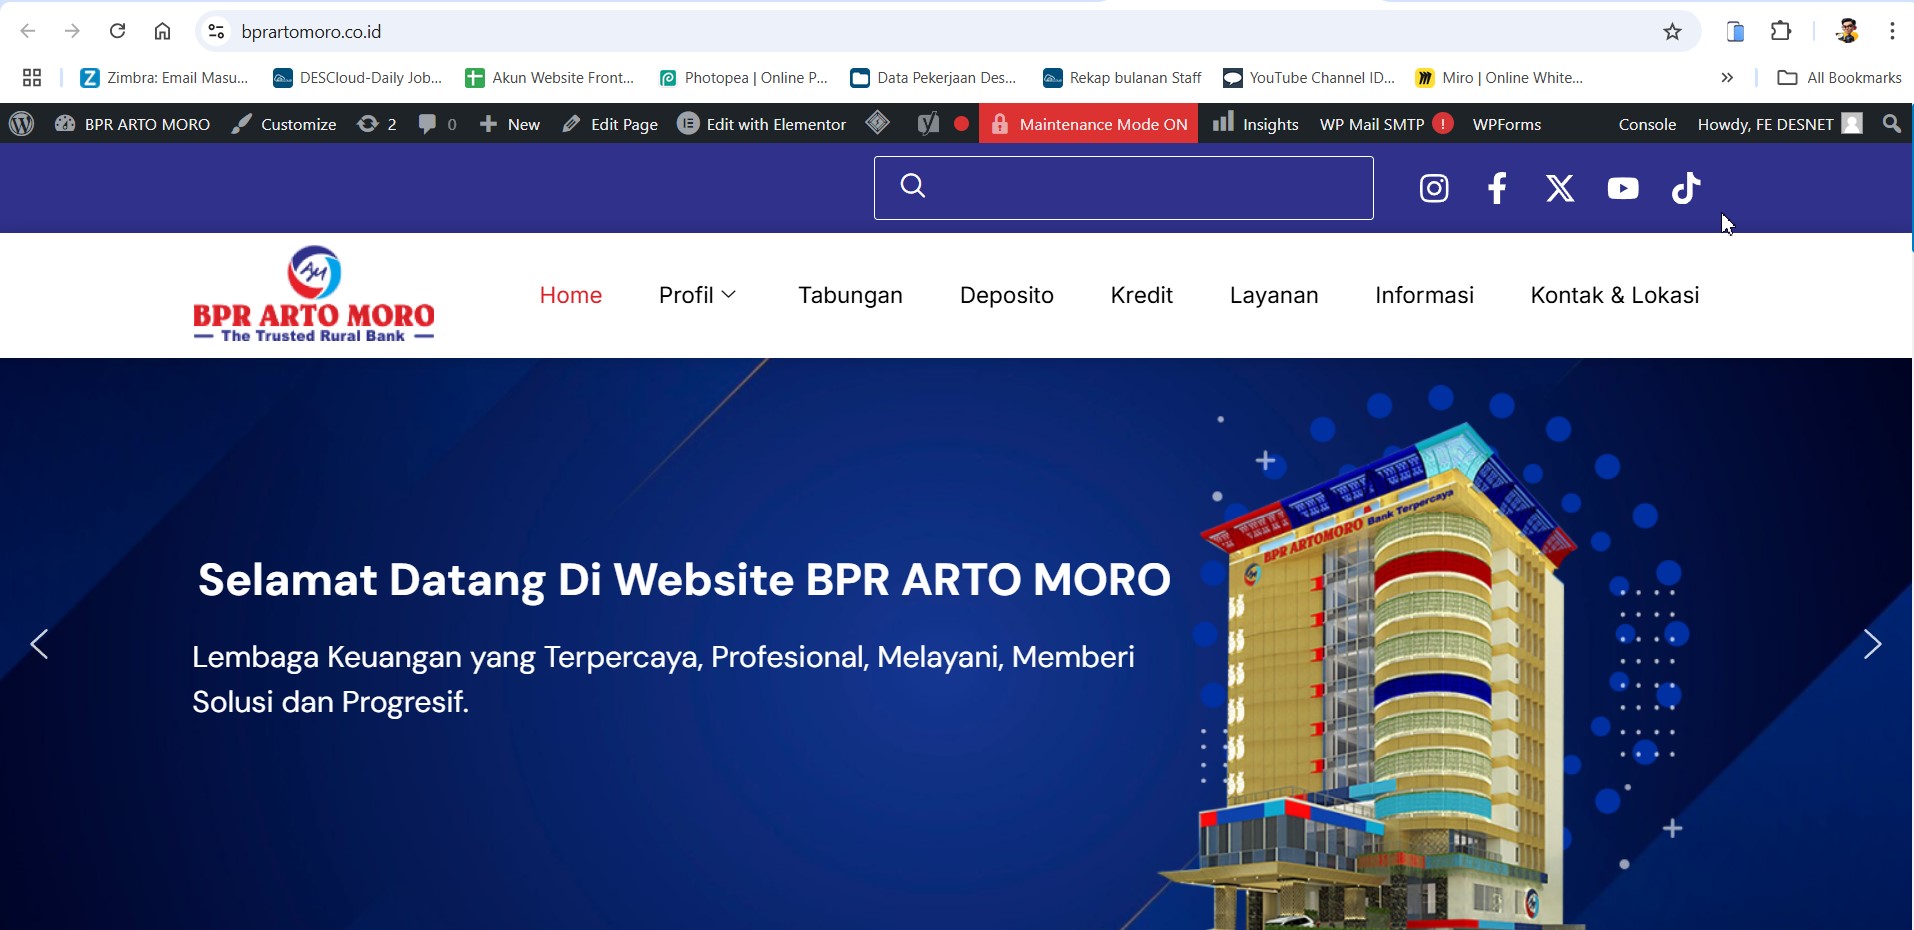 bprartomoro.co.id
Zimbra: Email Masu...
DESCloud-Daily Job...
Akun Website Front...
Photopea | Online P...
Data Pekerjaan Des...
Rekap bulanan Staff
YouTube Channel ID...
Miro | Online White...
All Bookmarks
BPR ARTO MORO
Customize
2
0
New
Edit Page
Edit with Elementor
Maintenance Mode ON
Insights
WP Mail SMTP !
WPForms
Console
Howdy, FE DESNET
BPR ARTO MORO
The Trusted Rural Bank
Home
Profil
Tabungan
Deposito
Kredit
Layanan
Informasi
Kontak & Lokasi
BPR ARTOMORO Bank Terpercaya
Selamat Datang Di Website BPR ARTO MORO
Lembaga Keuangan yang Terpercaya, Profesional, Melayani, Memberi
Solusi dan Progresif.